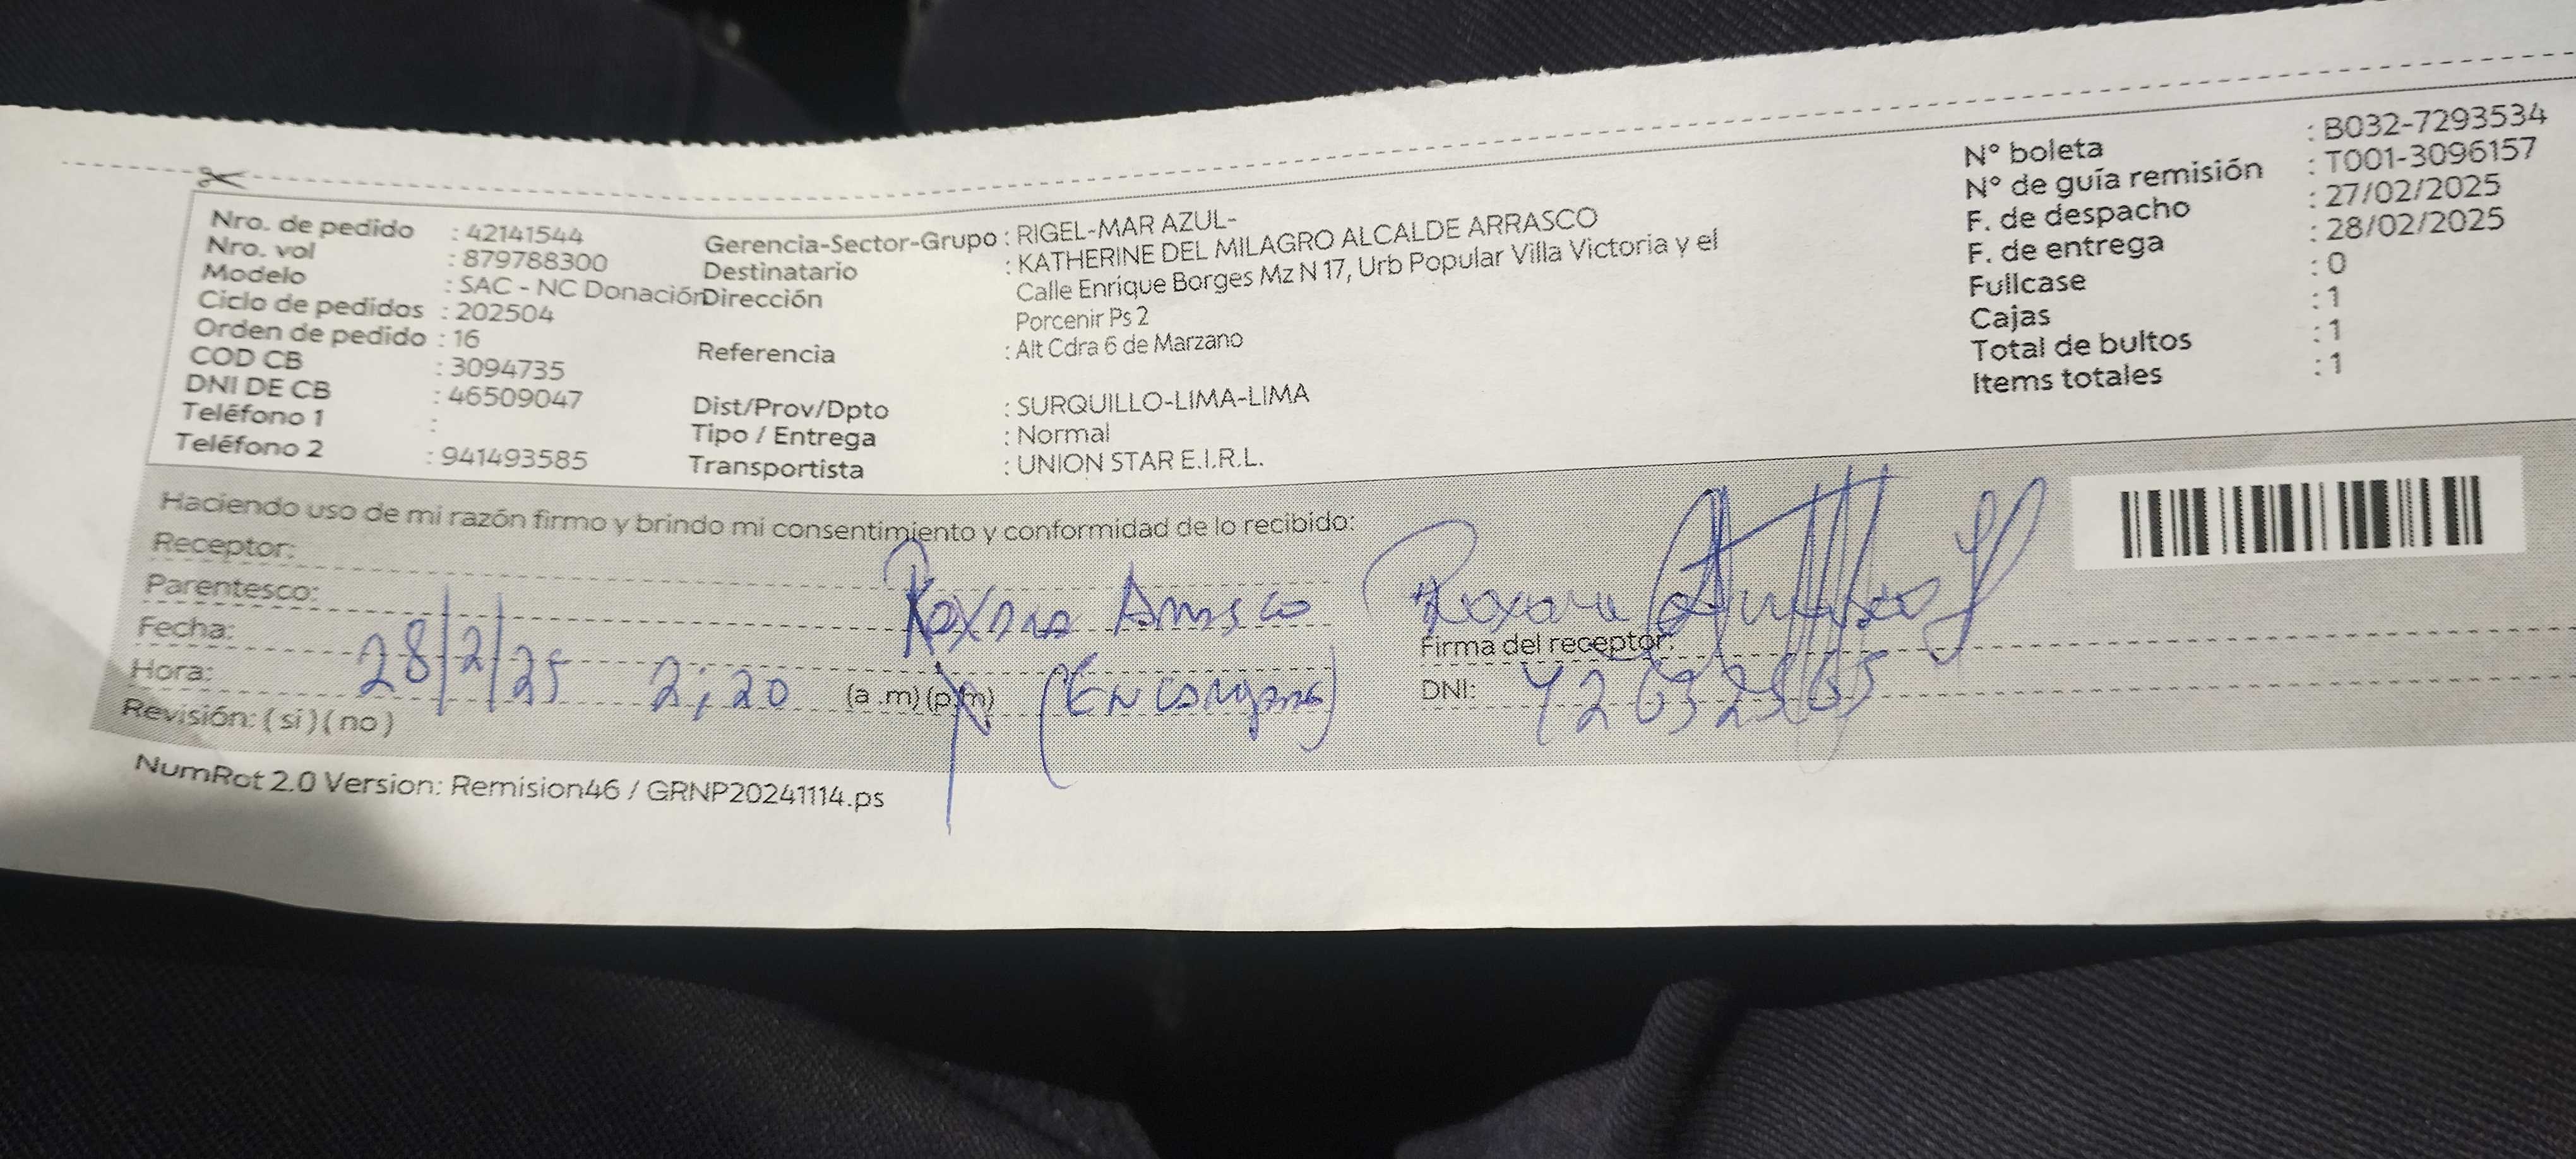 Nro. de pedido : 42141544
Nro. vol : 879788300
Modelo : SAC - NC Donación
Ciclo de pedidos : 202504
Orden de pedido : 16
COD CB : 3094735
DNI DE CB : 46509047
Teléfono 1 :
Teléfono 2 : 941493585
Gerencia-Sector-Grupo : RIGEL-MAR AZUL-
Destinatario : KATHERINE DEL MILAGRO ALCALDE ARRASCO
Dirección Calle Enrique Borges Mz N 17, Urb Popular Villa Victoria y el
Porcenir Ps 2
Referencia : Alt Cdra 6 de Marzano
Dist/Prov/Dpto : SURQUILLO-LIMA-LIMA
Tipo / Entrega : Normal
Transportista : UNION STAR E.I.R.L.
N° boleta : B032-7293534
N° de guía remisión : T001-3096157
F. de despacho : 27/02/2025
F. de entrega : 28/02/2025
Fullcase : 0
Cajas : 1
Total de bultos : 1
Items totales : 1
Haciendo uso de mi razón firmo y brindo mi consentimiento y conformidad de lo recibido:
Receptor:
Parentesco: Roxana
Fecha: 28/2/25
Hora: 2:20 (a .m) (p.m)
Revisión: ( si ) ( no )
Roxana
Firma del receptor:
DNI:
NumRot 2.0 Version: Remision46 / GRNP20241114.ps